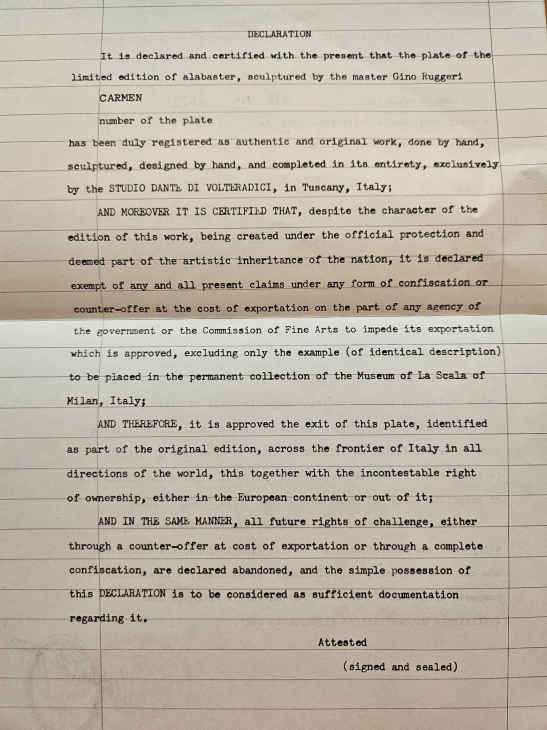 DECLARATION
It is declared and certified with the present that the plate of the
limited edition of alabaster, sculptured by the master Gino Ruggeri
CARMEN
number of the plate
has been duly registered as authentic and original work, done by hand,
sculptured, designed by hand, and completed in its entirety, exclusively
by the STUDIO DANTE DI VOLTERADICI, in Tuscany, Italy;
AND MOREOVER IT IS CERTIFIED THAT, despite the character of the
edition of this work, being created under the official protection and
deemed part of the artistic inheritance of the nation, it is declared
exempt of any and all present claims under any form of confiscation or
counter-offer at the cost of exportation on the part of any agency of
the government or the Commission of Fine Arts to impede its exportation
which is approved, excluding only the example (of identical description)
to be placed in the permanent collection of the Museum of La Scala of
Milan, Italy;
AND THEREFORE, it is approved the exit of this plate, identified
as part of the original edition, across the frontier of Italy in all
directions of the world, this together with the incontestable right
of ownership, either in the European continent or out of it;
AND IN THE SAME MANNER, all future rights of challenge, either
through a counter-offer at cost of exportation or through a complete
confiscation, are declared abandoned, and the simple possession of
this DECLARATION is to be considered as sufficient documentation
regarding it.
Attested
(signed and sealed)